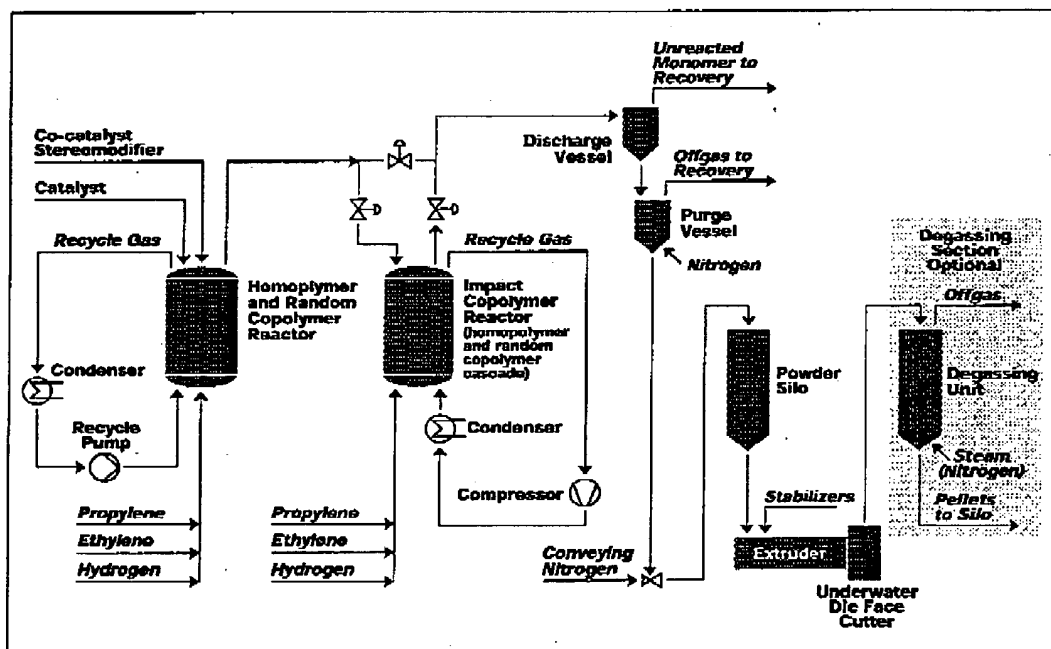 Unreacted
Monomer to
Recovery
Co-catalyst
Stereomodifier
Discharge
Vessel
Offgas to
Recovery
Catalyst
Purge
Vessel
Recycle Gas
Recycle Gas
Nitrogen
Degassing
Section
Optional
Homoplymer
and Random
Copolymer
Reactor
Impact
Copolymer
Reactor
(homopolymer
and random
copolymer
cascade)
Offgas
Condenser
Powder
Silo
Degassing
Unit
Recycle
Pump
Condenser
Steam
(Nitrogen)
Compressor
Stabilizers
Pellets
to Silo
Propylene
Ethylene
Hydrogen
Propylene
Ethylene
Hydrogen
Conveying
Nitrogen
Extruder
Underwater
Die Face
Cutter